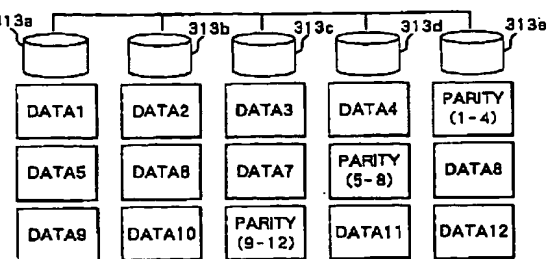 313a 313b 313c 313d 313e
DATA1 DATA2 DATA3 DATA4 PARITY
(1-4)
DATA5 DATA6 DATA7 PARITY
(5-8) DATA8
DATA9 DATA10 PARITY
(9-12) DATA11 DATA12